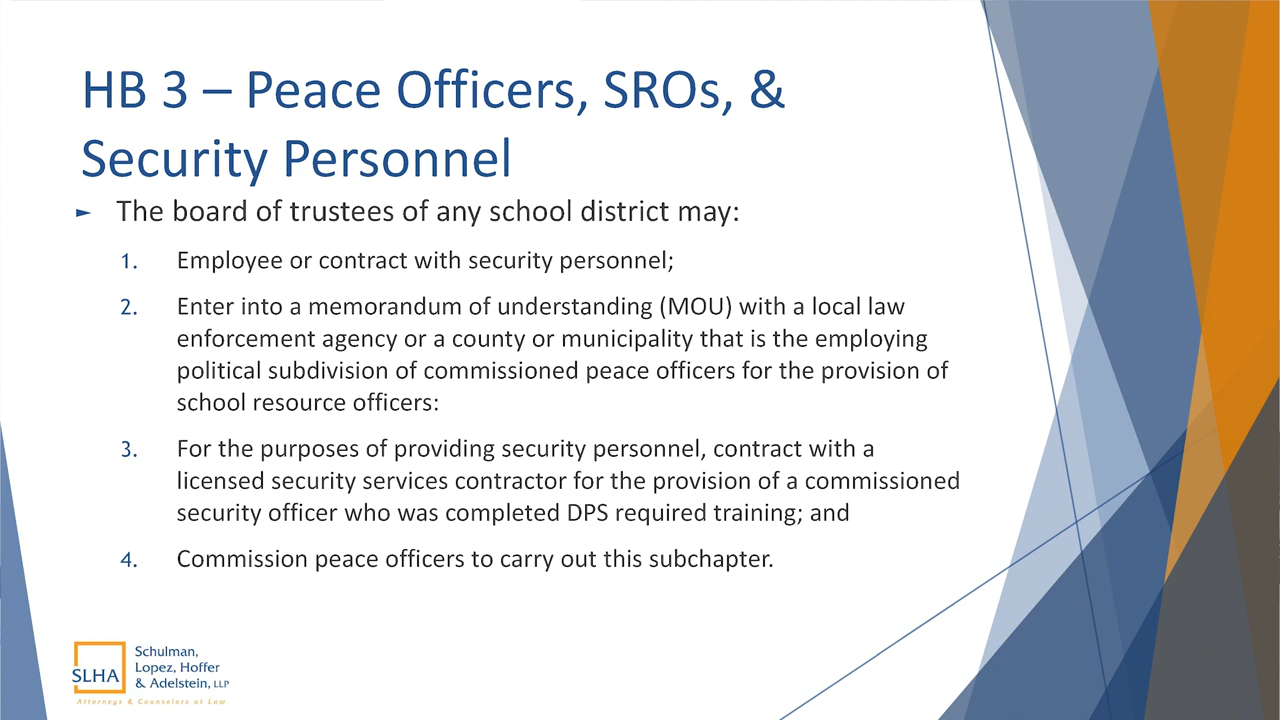 HB 3 – Peace Officers, SROs, &
Security Personnel
► The board of trustees of any school district may:
1. Employee or contract with security personnel;
2. Enter into a memorandum of understanding (MOU) with a local law
enforcement agency or a county or municipality that is the employing
political subdivision of commissioned peace officers for the provision of
school resource officers:
3. For the purposes of providing security personnel, contract with a
licensed security services contractor for the provision of a commissioned
security officer who was completed DPS required training; and
4. Commission peace officers to carry out this subchapter.
SLHA
Schulman,
Lopez, Hoffer
& Adelstein, LLP
Attorneys & Counselors at Law